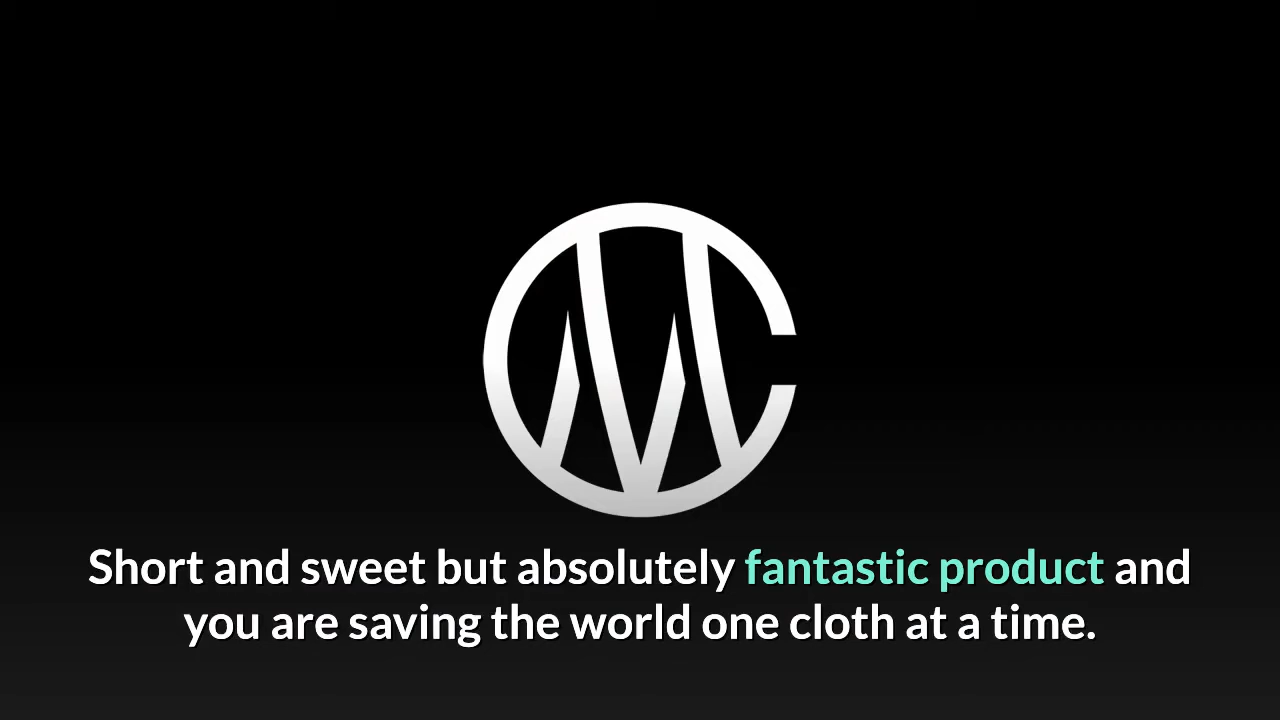 Short and sweet but absolutely fantastic product and
you are saving the world one cloth at a time.